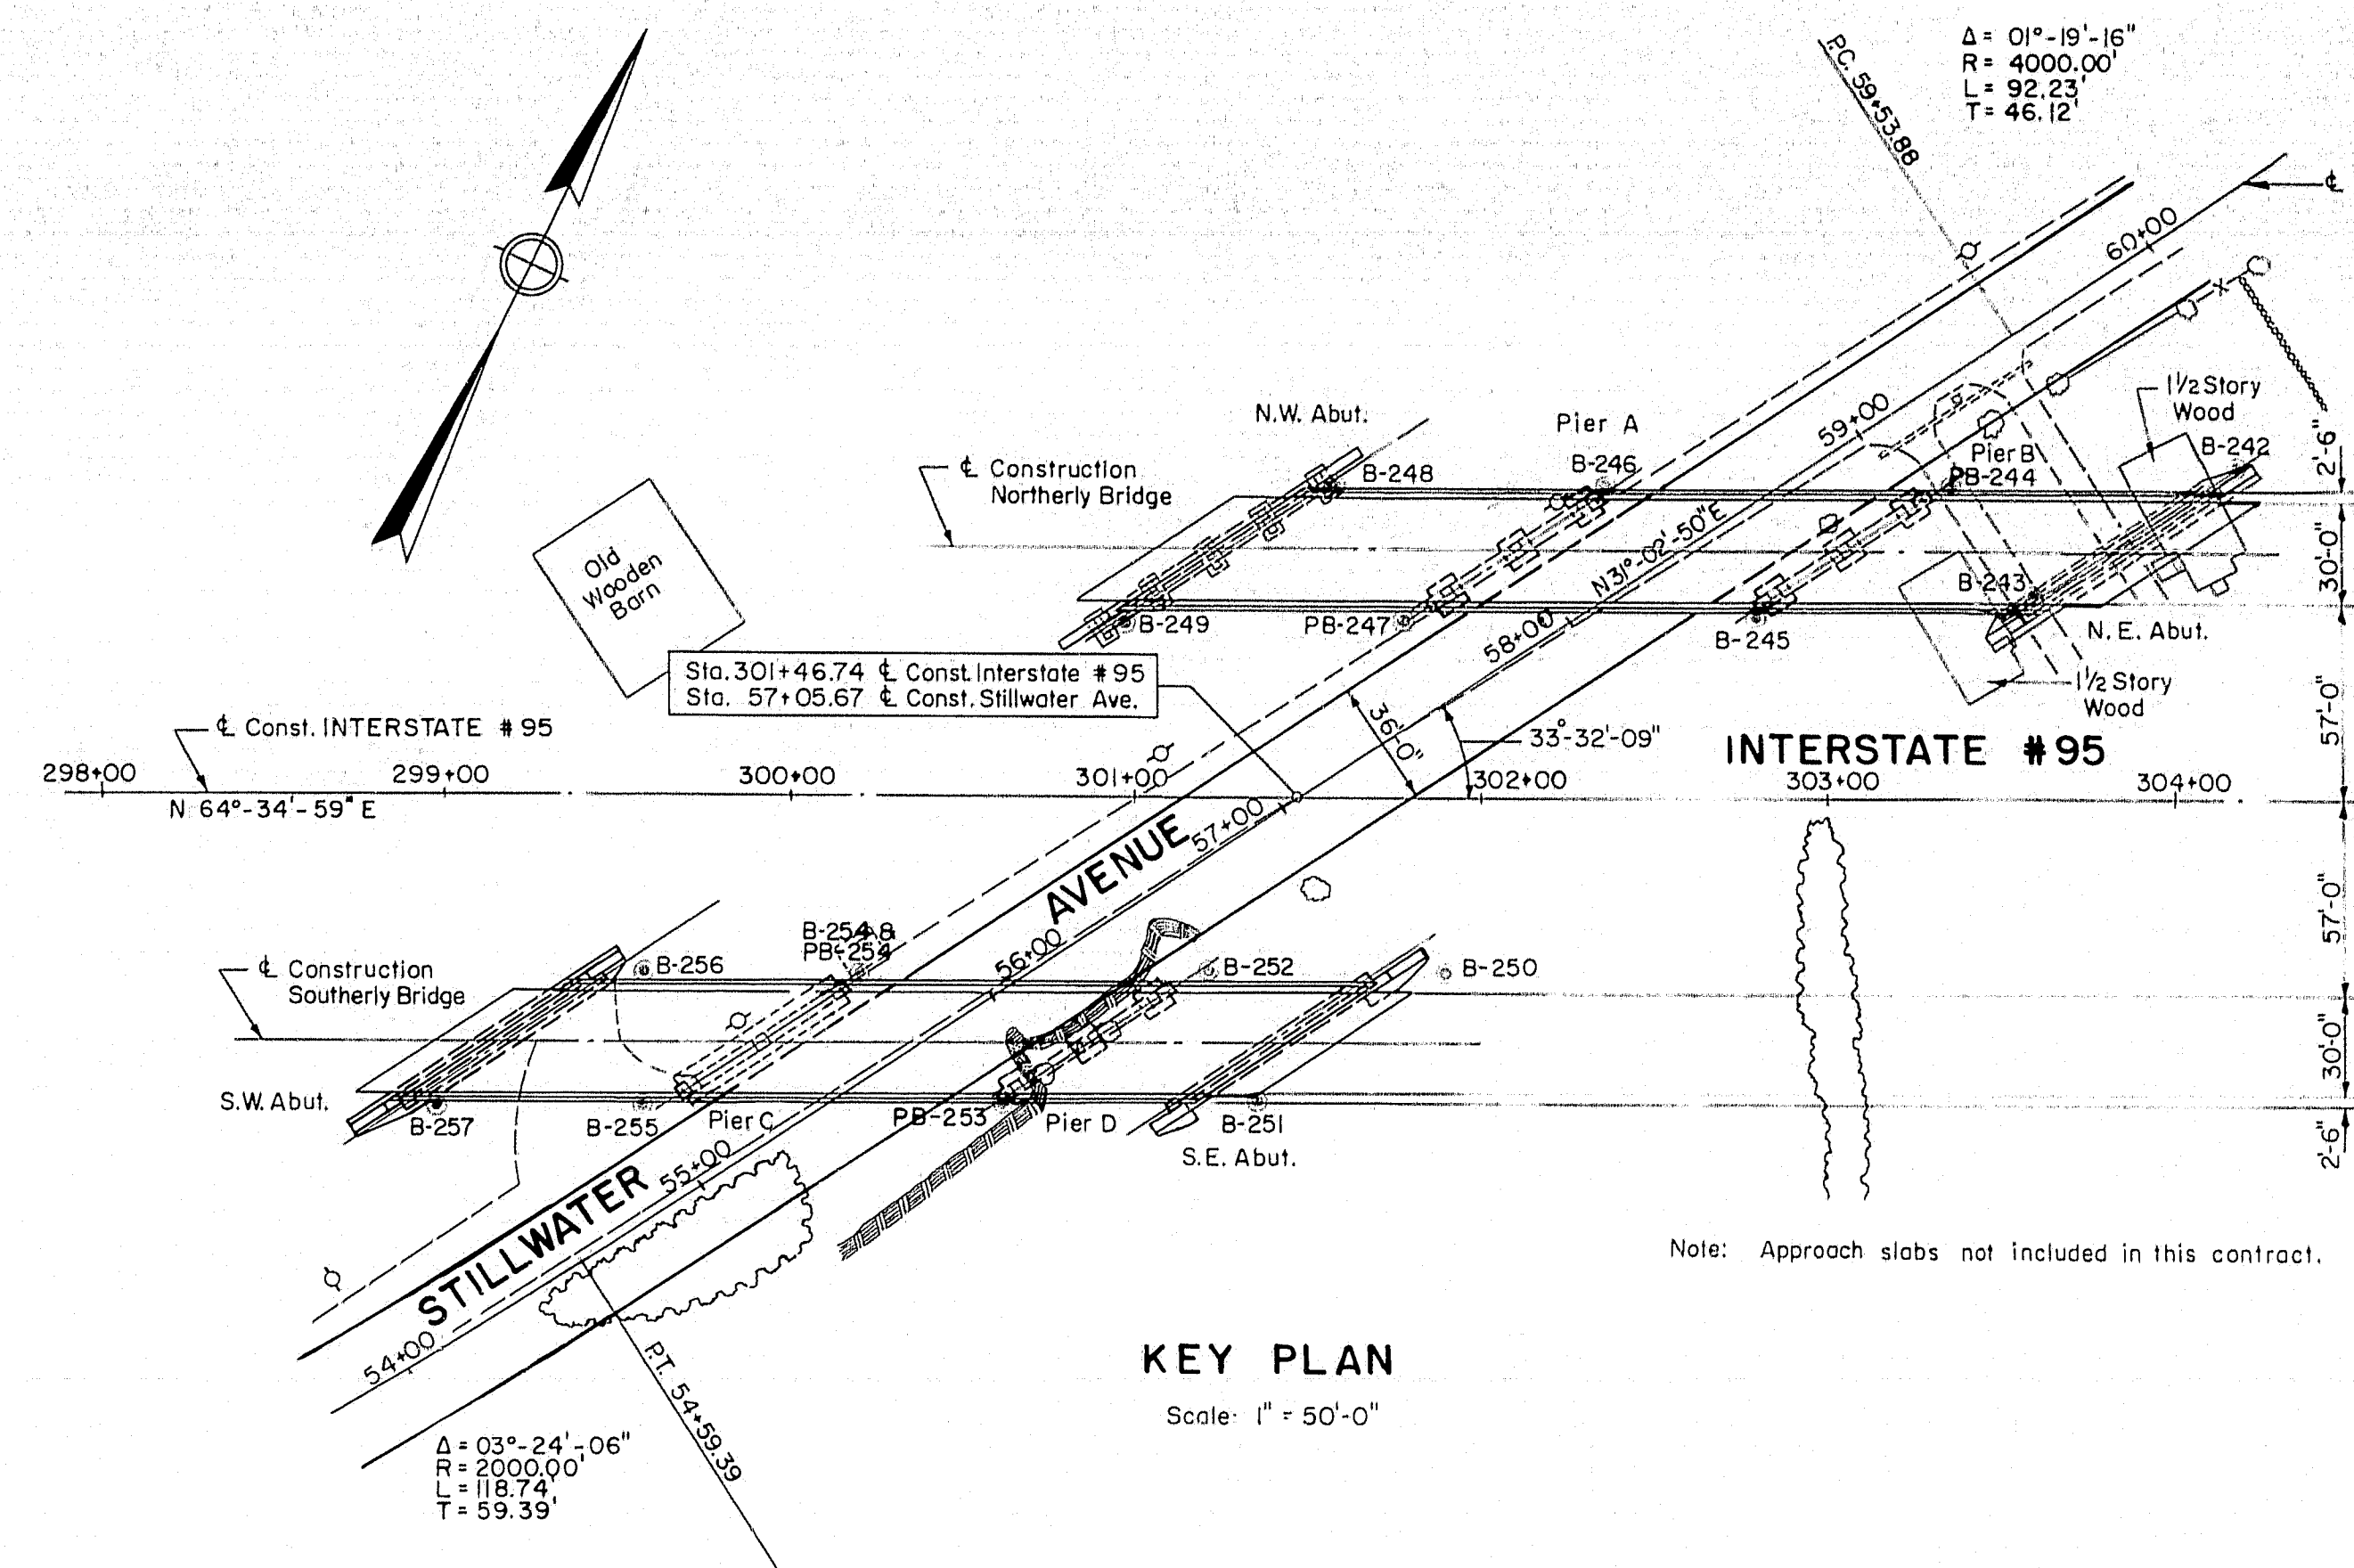 Δ = 01°-19'-16"
R = 4000.00'
L = 92.23'
T = 46.12'
P.C. 59+53.88
℄
60+00
1½ Story
Wood
N.W. Abut.
Pier A
59+00
B-242
2'-6"
℄ Construction
Northerly Bridge
B-248
B-246
Pier B
PB-244
Old
Wooden
Barn
N 31°-02'-50" E
30'-0"
B-243
B-249
PB-247
58+00
B-245
N.E. Abut.
Sta. 301+46.74 ℄ Const. Interstate #95
Sta. 57+05.67 ℄ Const. Stillwater Ave.
1½ Story
Wood
57'-0"
36'-0"
33°-32'-09"
℄ Const. INTERSTATE #95
INTERSTATE #95
298+00
299+00
300+00
301+00
302+00
303+00
304+00
N 64°-34'-59" E
57+00
AVENUE
57'-0"
B-254 &
PB-254
56+00
℄ Construction
Southerly Bridge
B-256
B-252
B-250
30'-0"
S.W. Abut.
B-257
B-255
Pier C
PB-253
Pier D
B-251
S.E. Abut.
2'-6"
55+00
STILLWATER
54+00
Note: Approach slabs not included in this contract.
P.T. 54+59.39
KEY PLAN
Scale: 1" = 50'-0"
Δ = 03°-24'-06"
R = 2000.00'
L = 118.74'
T = 59.39'